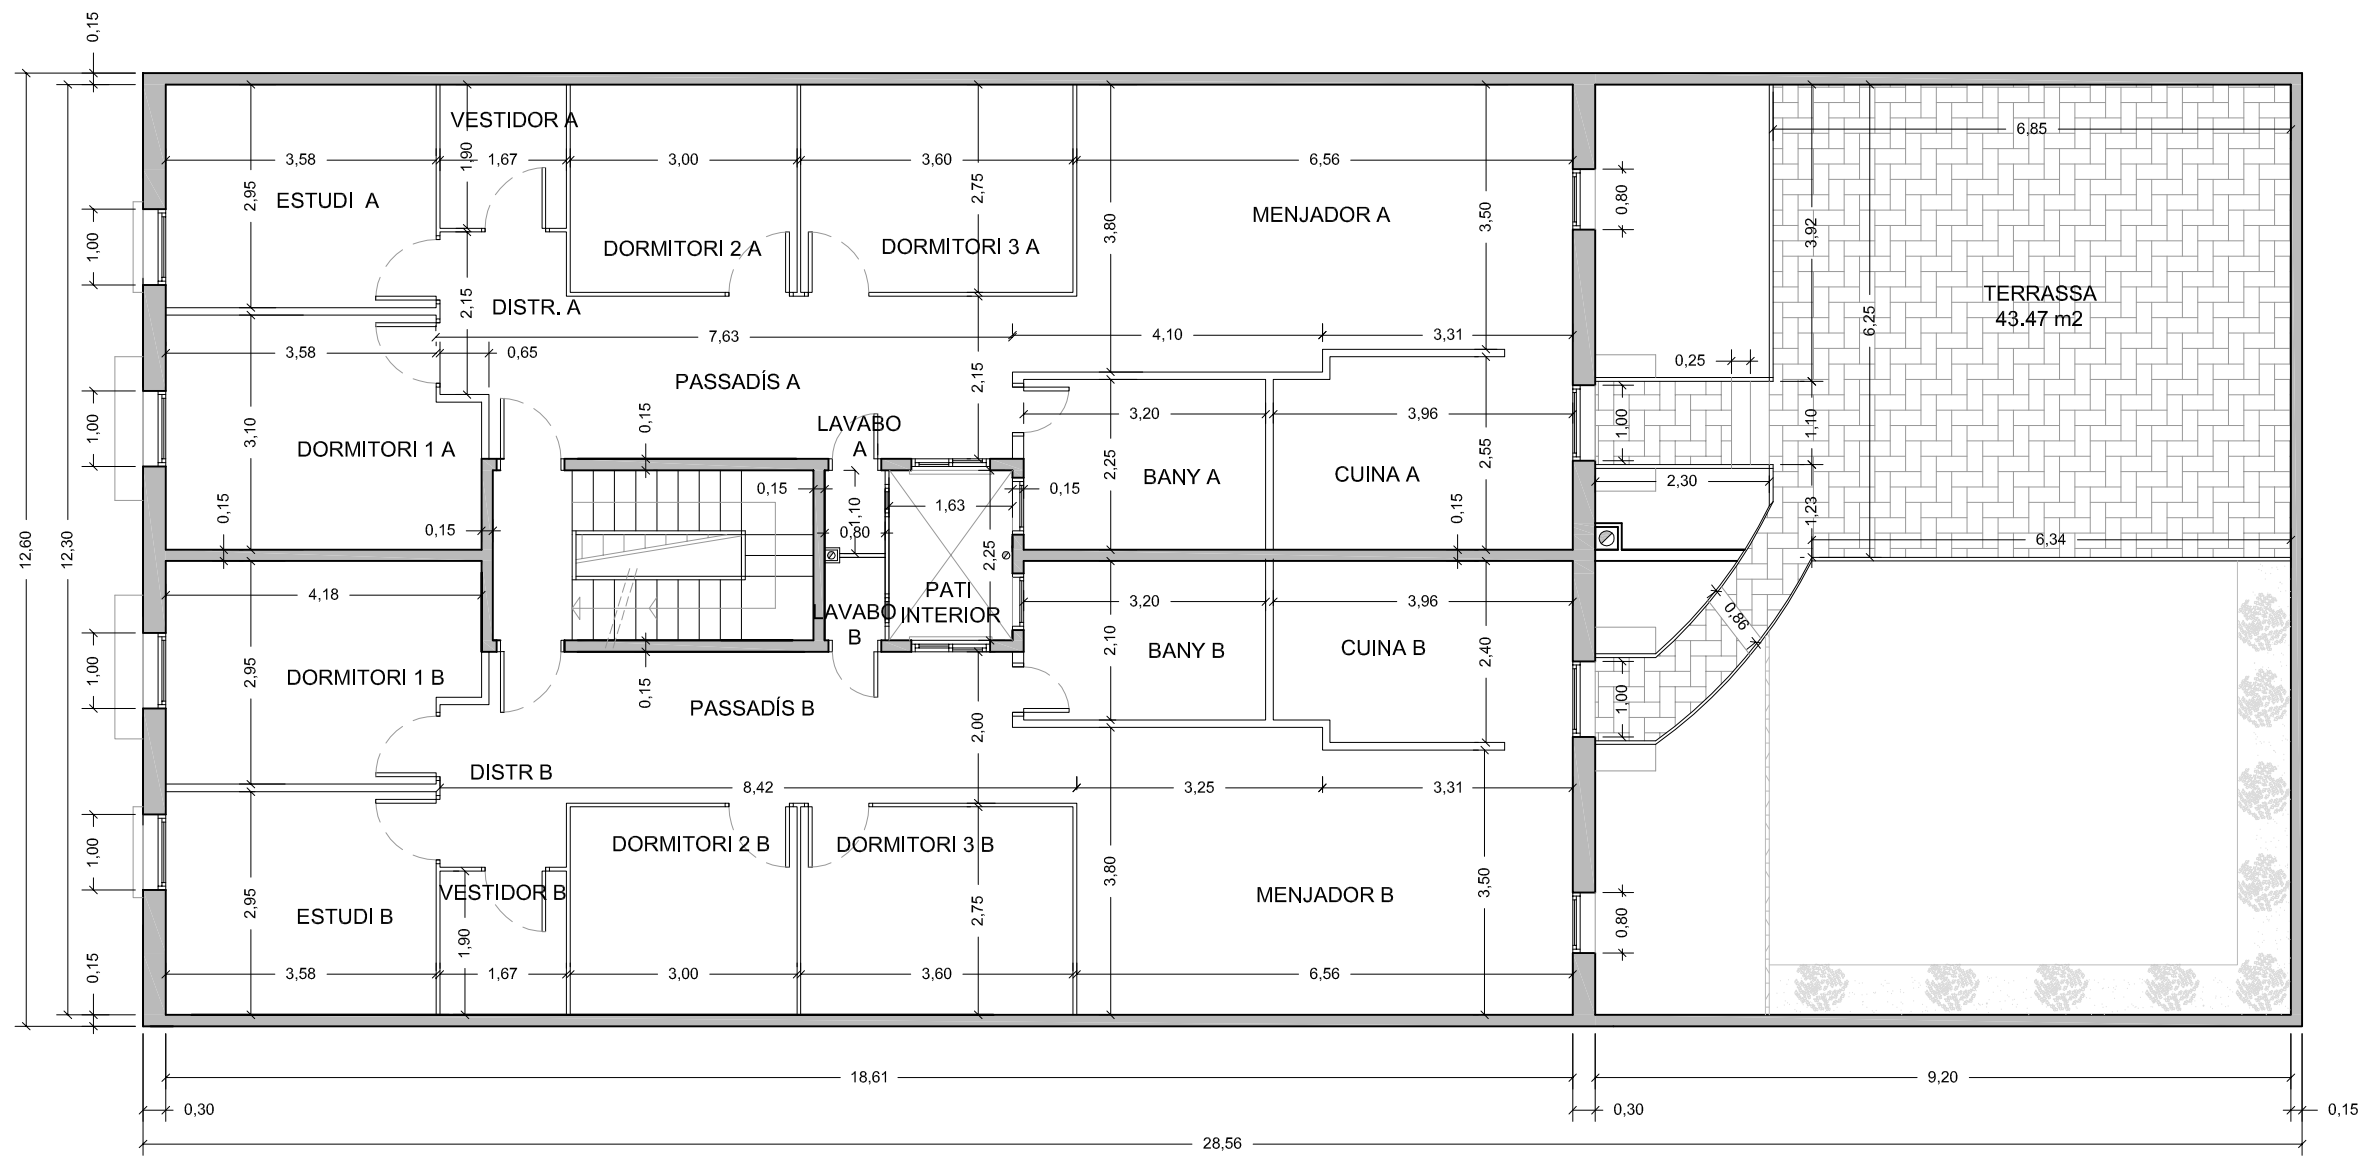 0,15
12,60
12,30
2,95
VESTIDOR A
1,90
3,58
1,67
3,00
3,60
2,75
6,56
3,80
3,50
6,85
ESTUDI A
MENJADOR A
0,80
1,00
DORMITORI 2 A
DORMITORI 3 A
3,92
6,25
TERRASSA
43.47 m2
DISTR. A
2,15
7,63
4,10
3,31
3,58
0,65
0,25
PASSADÍS A
2,15
1,00
3,10
0,15
LAVABO
A
3,20
3,96
1,00
1,10
DORMITORI 1 A
2,25
BANY A
CUINA A
2,55
0,15
1,10
1,63
0,15
2,30
0,15
0,15
0,80
0,15
1,23
6,34
2,25
4,18
PATI
INTERIOR
LAVABO
B
3,20
3,96
0,86
1,00
2,95
DORMITORI 1 B
0,15
2,10
BANY B
CUINA B
2,40
1,00
PASSADÍS B
2,00
DISTR B
8,42
3,25
3,31
1,00
DORMITORI 2 B
DORMITORI 3 B
3,80
3,50
2,95
VESTIDOR B
MENJADOR B
ESTUDI B
1,90
2,75
0,80
0,15
3,58
1,67
3,00
3,60
6,56
18,61
9,20
0,30
0,30
0,15
28,56